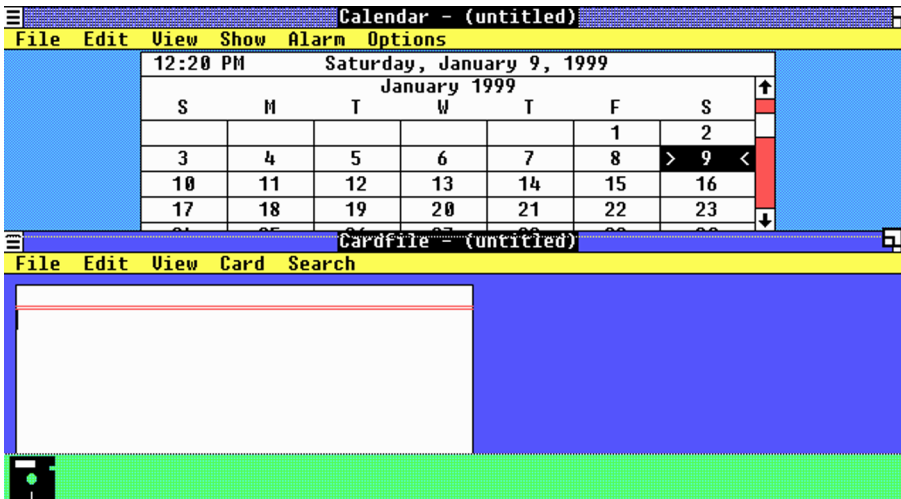 Calendar - (untitled)
File Edit View Show Alarm Options
12:20 PM Saturday, January 9, 1999
January 1999
S M T W T F S
1 2
3 4 5 6 7 8 > 9 <
10 11 12 13 14 15 16
17 18 19 20 21 22 23
Cardfile - (untitled)
File Edit View Card Search